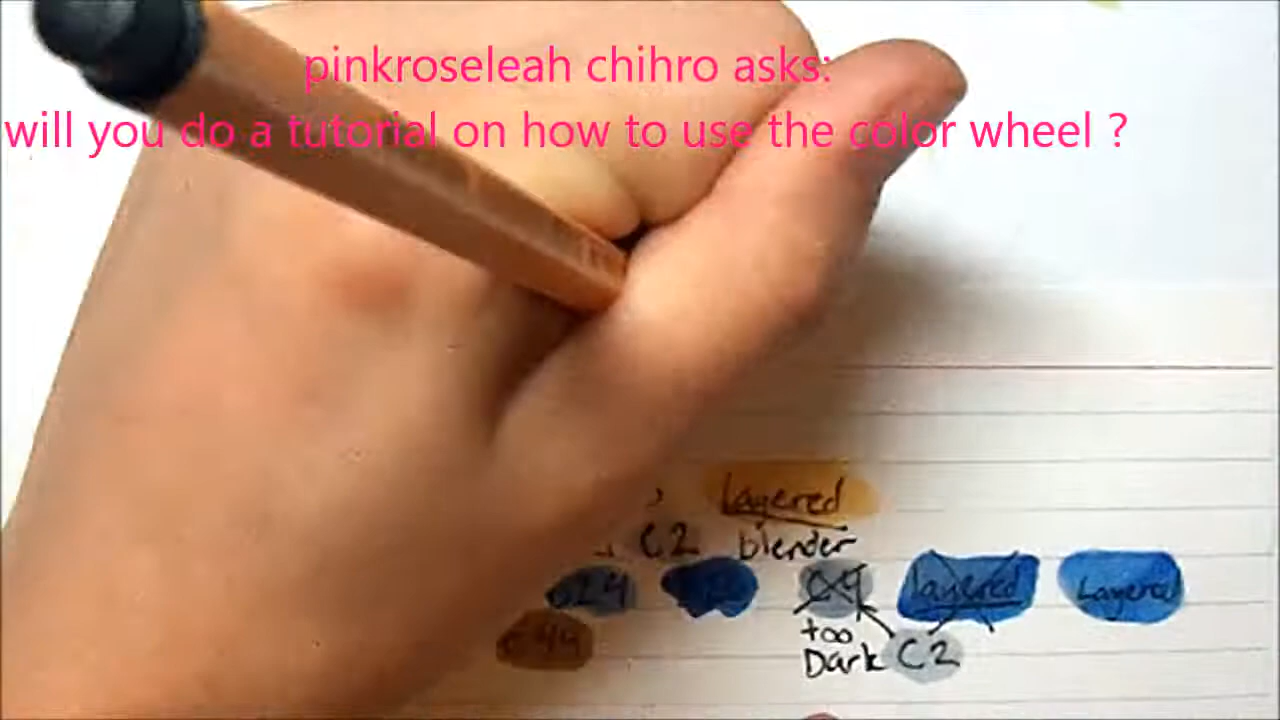 pinkroseleah chihro asks:
will you do a tutorial on how to use the color wheel ?
Layered
C2 blender
layered Layered
too
Dark C2